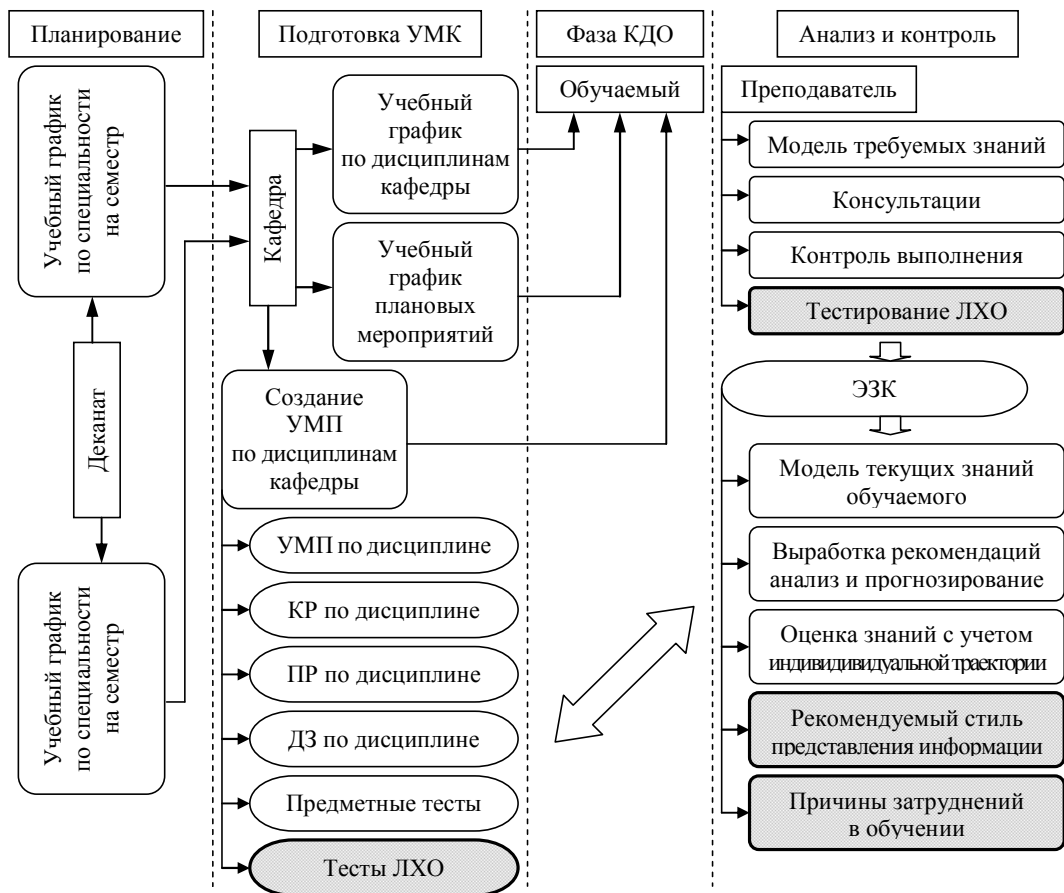 Планирование
Подготовка УМК
Фаза КДО
Анализ и контроль
Учебный график
по специальности
на семестр
Деканат
Учебный график
по специальности
на семестр
Кафедра
Учебный
график
по дисциплинам
кафедры
Учебный
график
плановых
мероприятий
Создание
УМП
по дисциплинам
кафедры
УМП по дисциплине
КР по дисциплине
ПР по дисциплине
ДЗ по дисциплине
Предметные тесты
Тесты ЛХО
Обучаемый
Преподаватель
Модель требуемых знаний
Консультации
Контроль выполнения
Тестирование ЛХО
ЭЗК
Модель текущих знаний
обучаемого
Выработка рекомендаций
анализ и прогнозирование
Оценка знаний с учетом
индивидивидуальной траектории
Рекомендуемый стиль
представления информации
Причины затруднений
в обучении